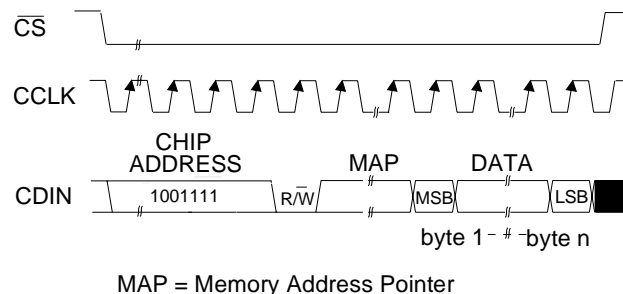 CS
CCLK
CHIP
ADDRESS
MAP
DATA
CDIN
1001111
R/W
MSB
LSB
byte 1
byte n
MAP = Memory Address Pointer